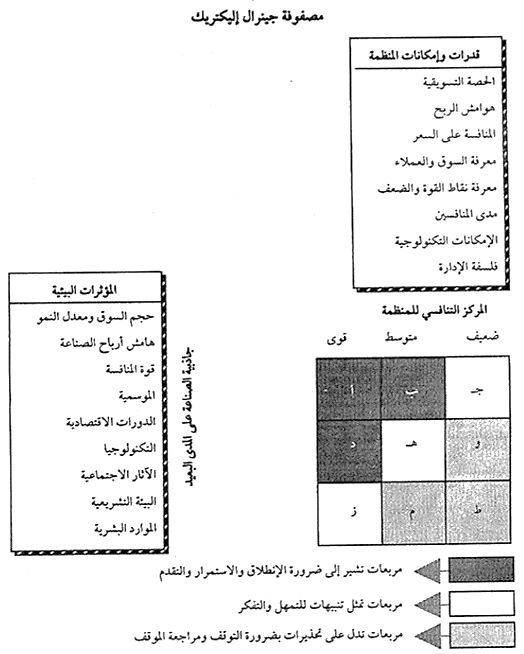 مصفوفة جينرال إليكتريك
قدرات وإمكانات المنظمة
الحصة التسويقية
هوامش الربح
المنافسة على السعر
معرفة السوق والعملاء
معرفة نقاط القوة والضعف
مدى المنافسين
الإمكانات التكنولوجية
فلسفة الإدارة
المؤثرات البيئية
حجم السوق ومعدل النمو
هامش أرباح الصناعة
قوة المنافسة
الموسمية
الدورات الاقتصادية
التكنولوجيا
الآثار الاجتماعية
البيئة التشريعية
الموارد البشرية
المركز التنافسي للمنظمة
ضعيف متوسط قوى
جاذبية الصناعة على المدى البعيد
جـ ب أ
و هـ د
ط م ز
مربعات تشير إلى ضرورة الإنطلاق والاستمرار والتقدم
مربعات تمثل تنبيهات للتمهل والتفكر
مربعات تدل على تحذيرات بضرورة التوقف ومراجعة الموقف